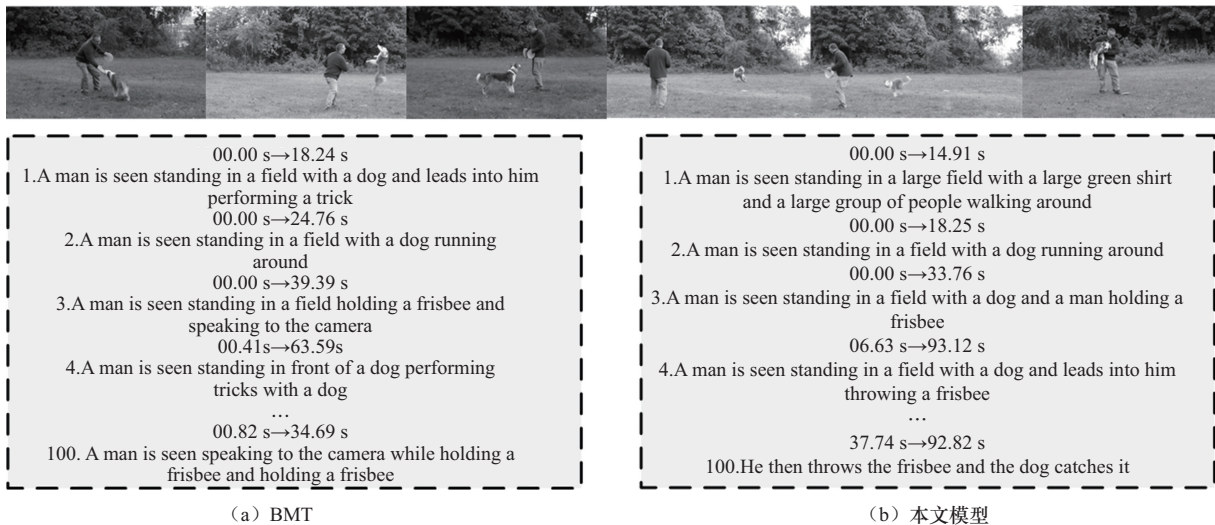 00.00 s→18.24 s
1.A man is seen standing in a field with a dog and leads into him
performing a trick
00.00 s→24.76 s
2.A man is seen standing in a field with a dog running
around
00.00 s→39.39 s
3.A man is seen standing in a field holding a frisbee and
speaking to the camera
00.41s→63.59s
4.A man is seen standing in front of a dog performing
tricks with a dog
…
00.82 s→34.69 s
100. A man is seen speaking to the camera while holding a
frisbee and holding a frisbee
(a) BMT
00.00 s→14.91 s
1.A man is seen standing in a large field with a large green shirt
and a large group of people walking around
00.00 s→18.25 s
2.A man is seen standing in a field with a dog running around
00.00 s→33.76 s
3.A man is seen standing in a field with a dog and a man holding a
frisbee
06.63 s→93.12 s
4.A man is seen standing in a field with a dog and leads into him
throwing a frisbee
…
37.74 s→92.82 s
100.He then throws the frisbee and the dog catches it
(b) 本文模型